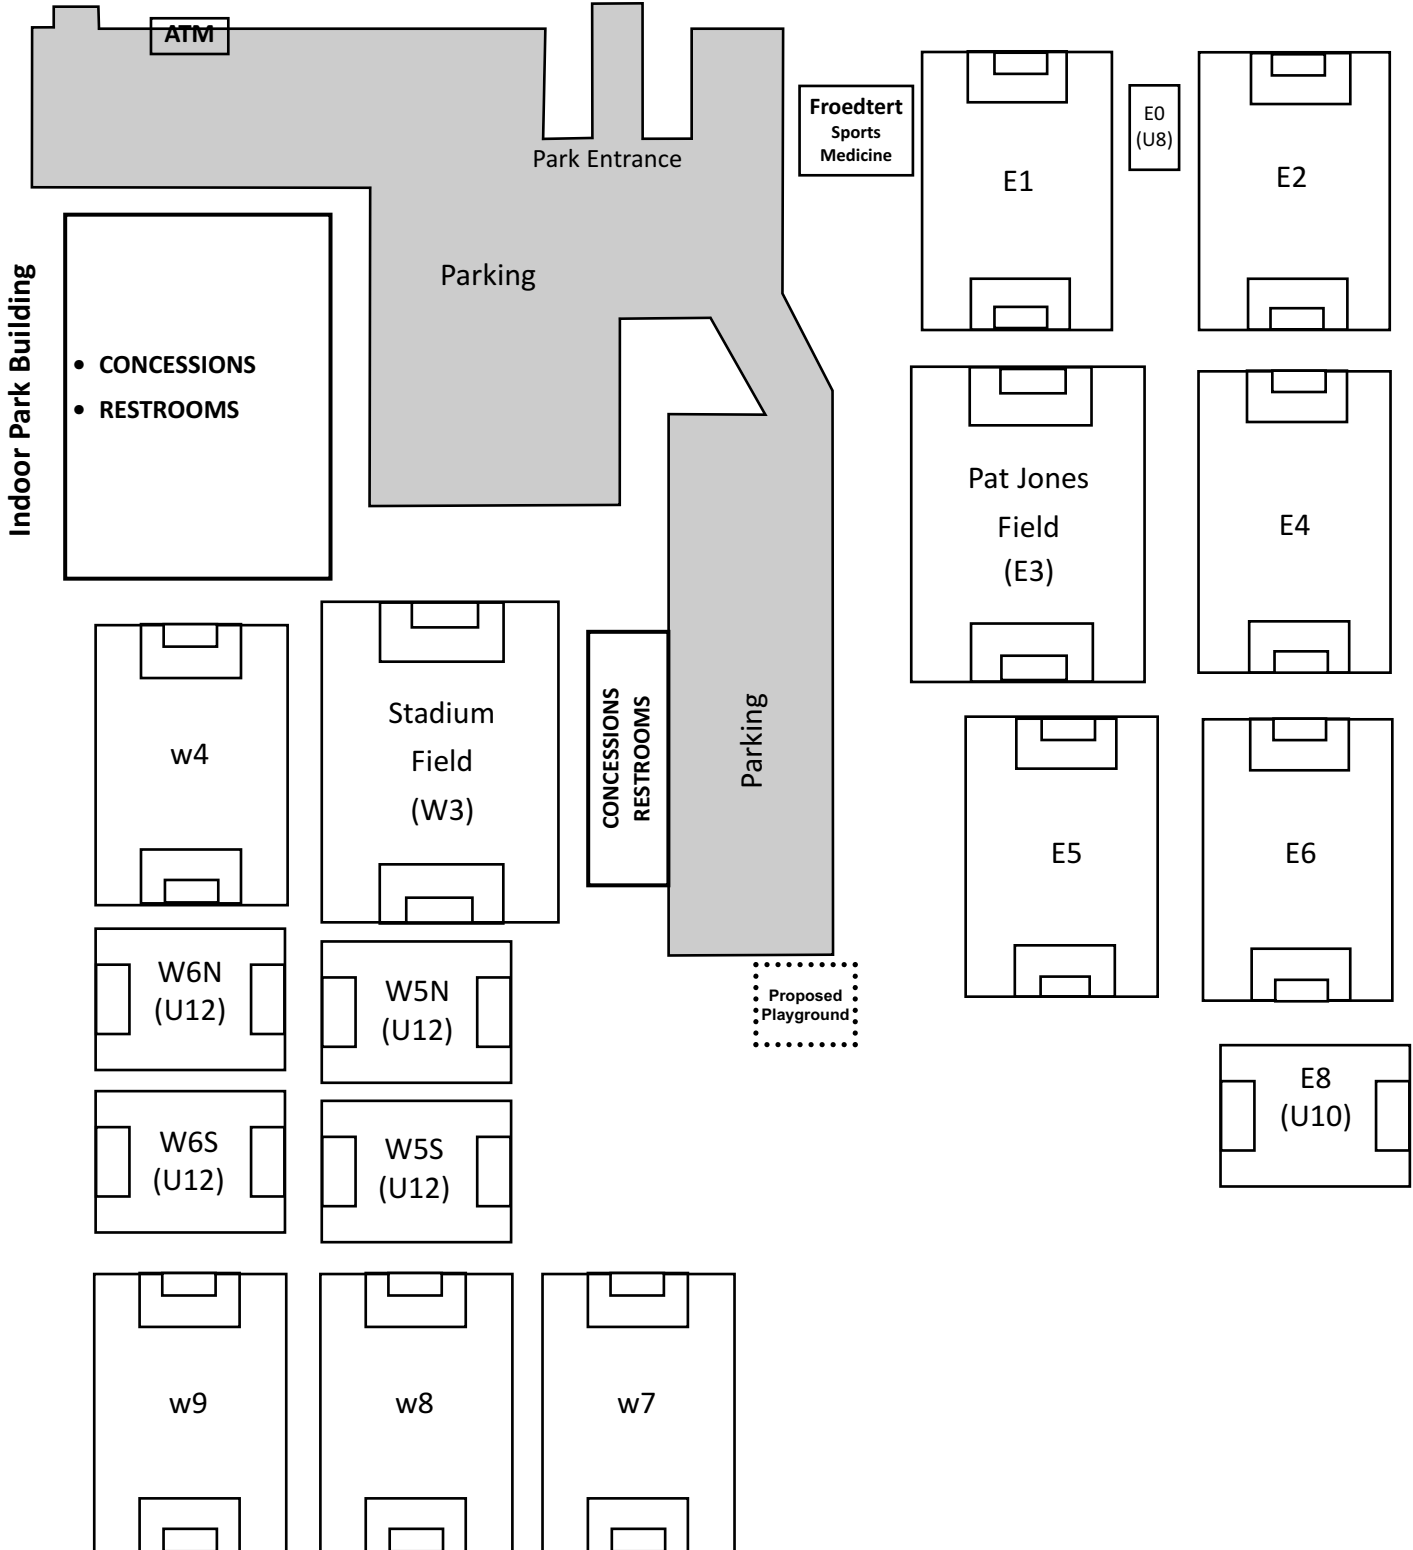 ATM
Park Entrance
Froedtert
Sports
Medicine
E1
E0
(U8)
E2
Parking
Indoor Park Building
• CONCESSIONS
• RESTROOMS
Pat Jones
Field
(E3)
E4
w4
Stadium
Field
(W3)
CONCESSIONS
RESTROOMS
Parking
E5
E6
W6N
(U12)
W5N
(U12)
Proposed
Playground
E8
(U10)
W6S
(U12)
W5S
(U12)
w9
w8
w7